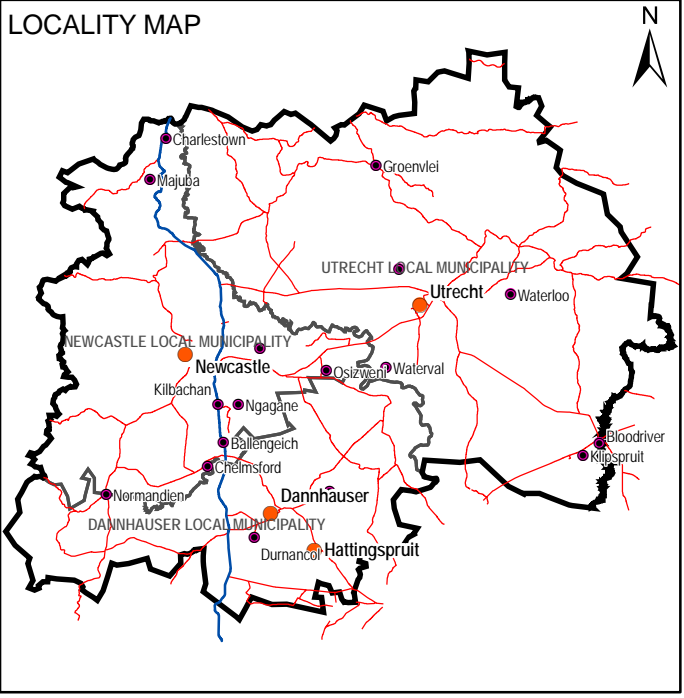 LOCALITY MAP
N
Charlestown
Groenvlei
Majuba
UTRECHT LOCAL MUNICIPALITY
Utrecht
Waterloo
NEWCASTLE LOCAL MUNICIPALITY
Newcastle
Osizweni
Waterval
Kilbachan
Ngagane
Ballengeich
Bloodriver
Klipspruit
Chelmsford
Normandien
Dannhauser
DANNHAUSER LOCAL MUNICIPALITY
Durnancol
Hattingspruit